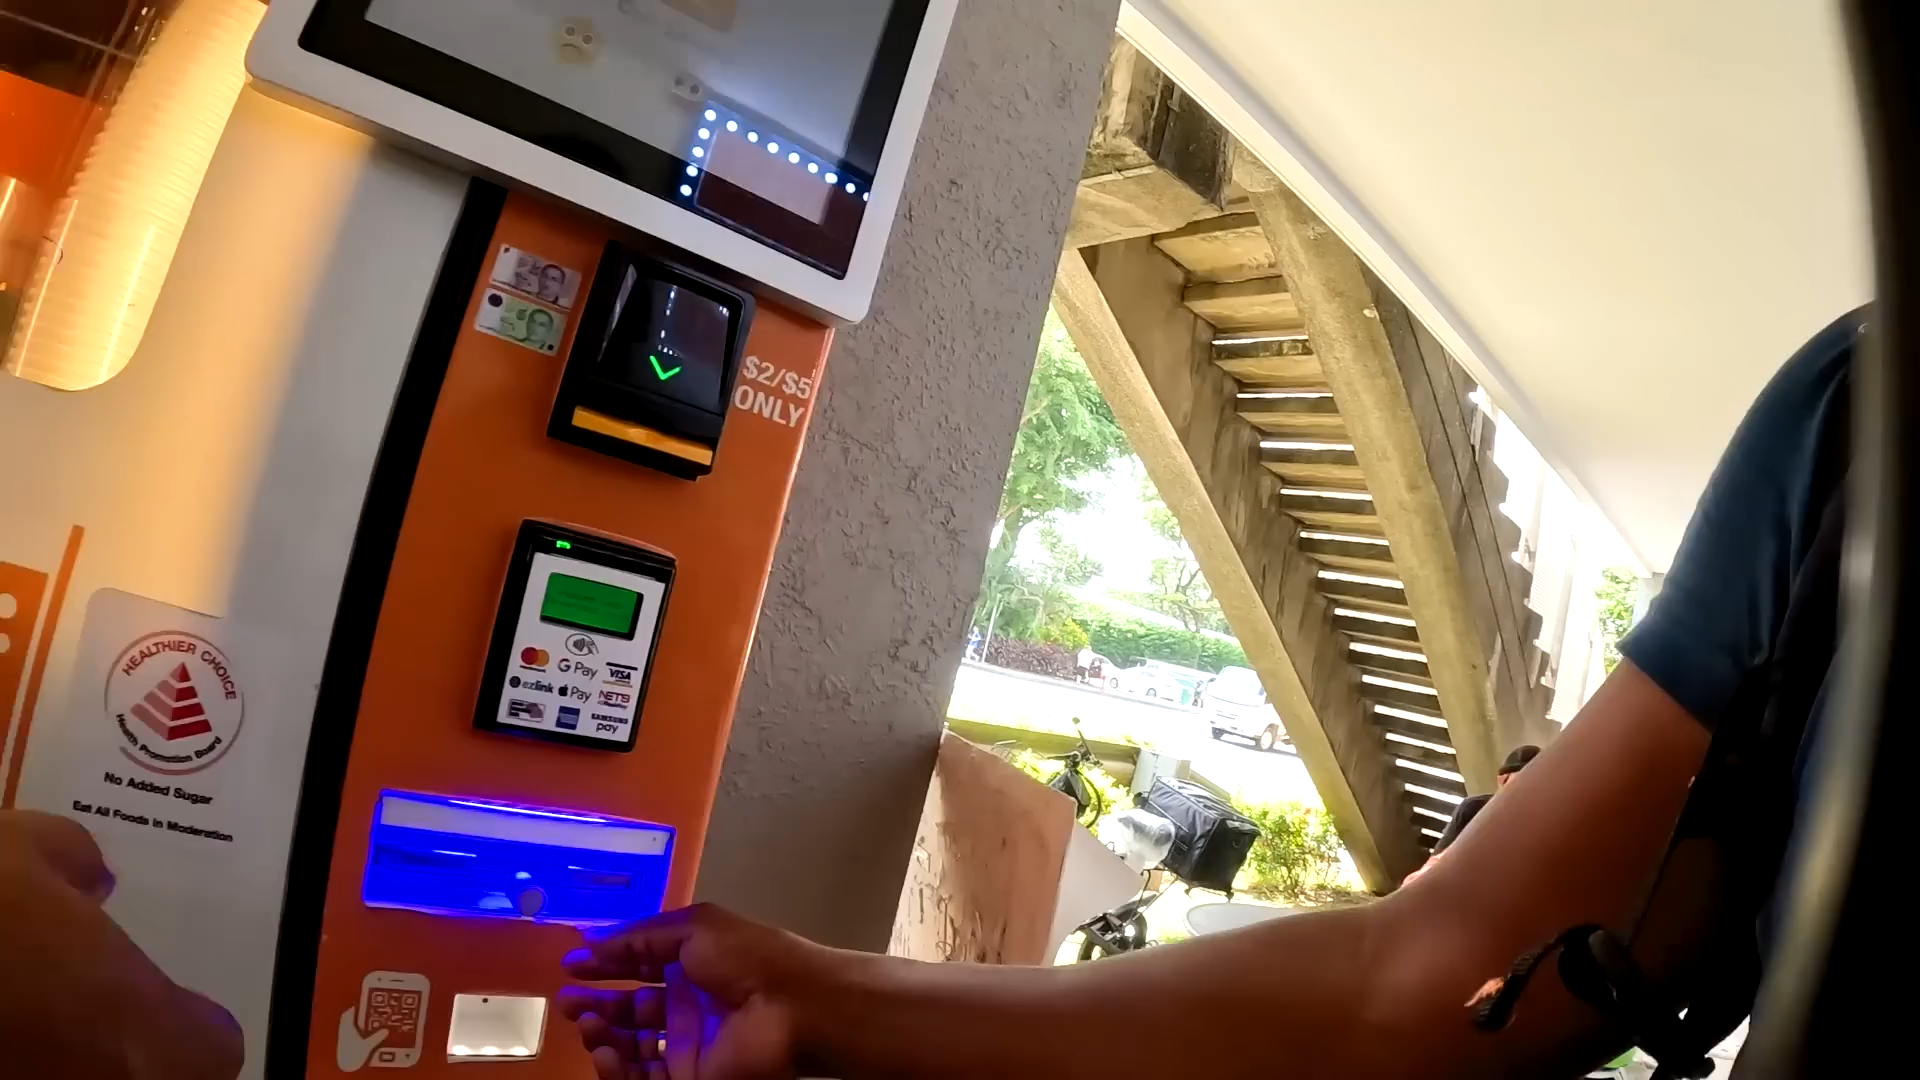 $2/$5
ONLY
G Pay
VISA
ezlink
Pay
NETS
SAMSUNG
pay
HEALTHIER CHOICE
Health Promotion Board
No Added Sugar
Eat All Foods in Moderation